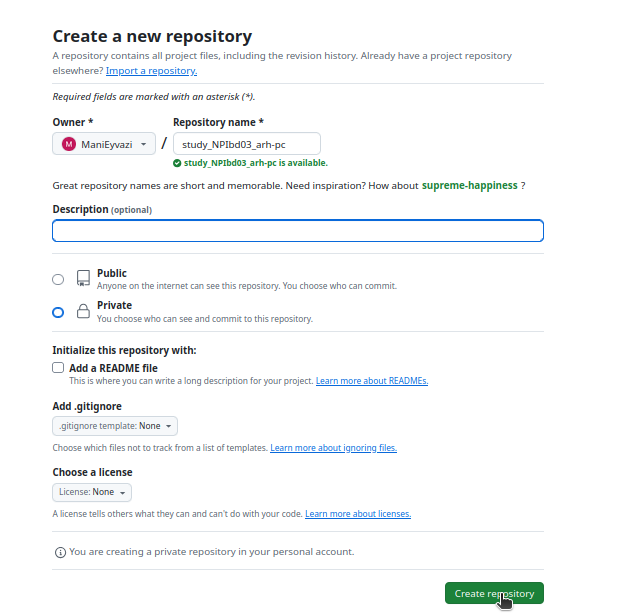 Create a new repository
A repository contains all project files, including the revision history. Already have a project repository
elsewhere? Import a repository.
Required fields are marked with an asterisk (*).
Owner *
Repository name *
M ManiEyvazi
/
study_NPIbd03_arh-pc
study_NPIbd03_arh-pc is available.
Great repository names are short and memorable. Need inspiration? How about supreme-happiness ?
Description (optional)
Public
Anyone on the internet can see this repository. You choose who can commit.
Private
You choose who can see and commit to this repository.
Initialize this repository with:
Add a README file
This is where you can write a long description for your project. Learn more about READMEs.
Add .gitignore
.gitignore template: None
Choose which files not to track from a list of templates. Learn more about ignoring files.
Choose a license
License: None
A license tells others what they can and can't do with your code. Learn more about licenses.
You are creating a private repository in your personal account.
Create repository